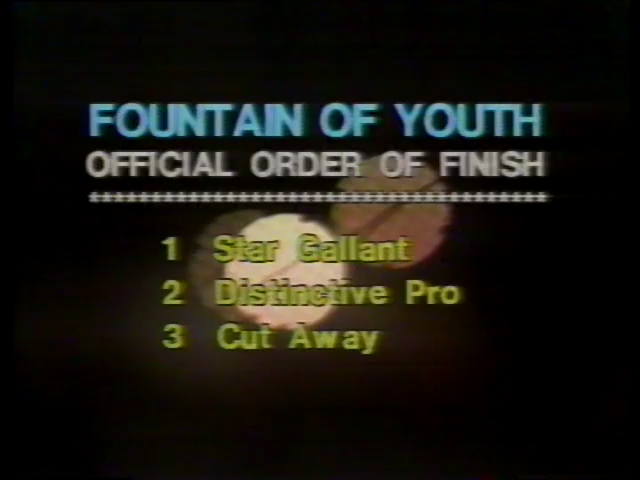 FOUNTAIN OF YOUTH
OFFICIAL ORDER OF FINISH
****************************************
1 Star Gallant
2 Distinctive Pro
3 Cut Away